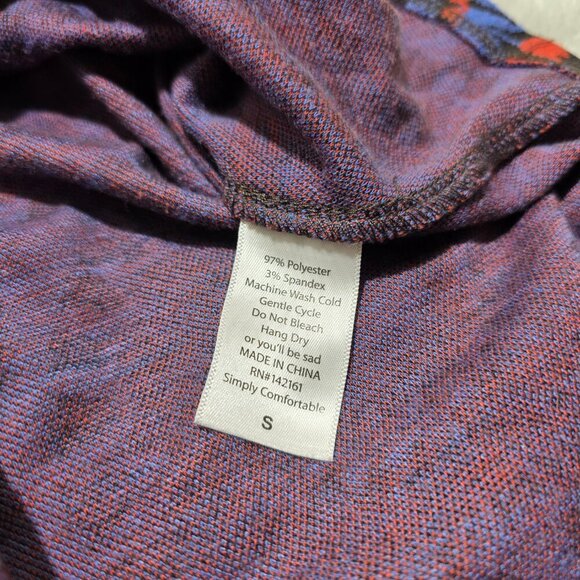 97% Polyester
3% Spandex
Machine Wash Cold
Gentle Cycle
Do Not Bleach
Hang Dry
or you'll be sad
MADE IN CHINA
RN#142161
Simply Comfortable
S